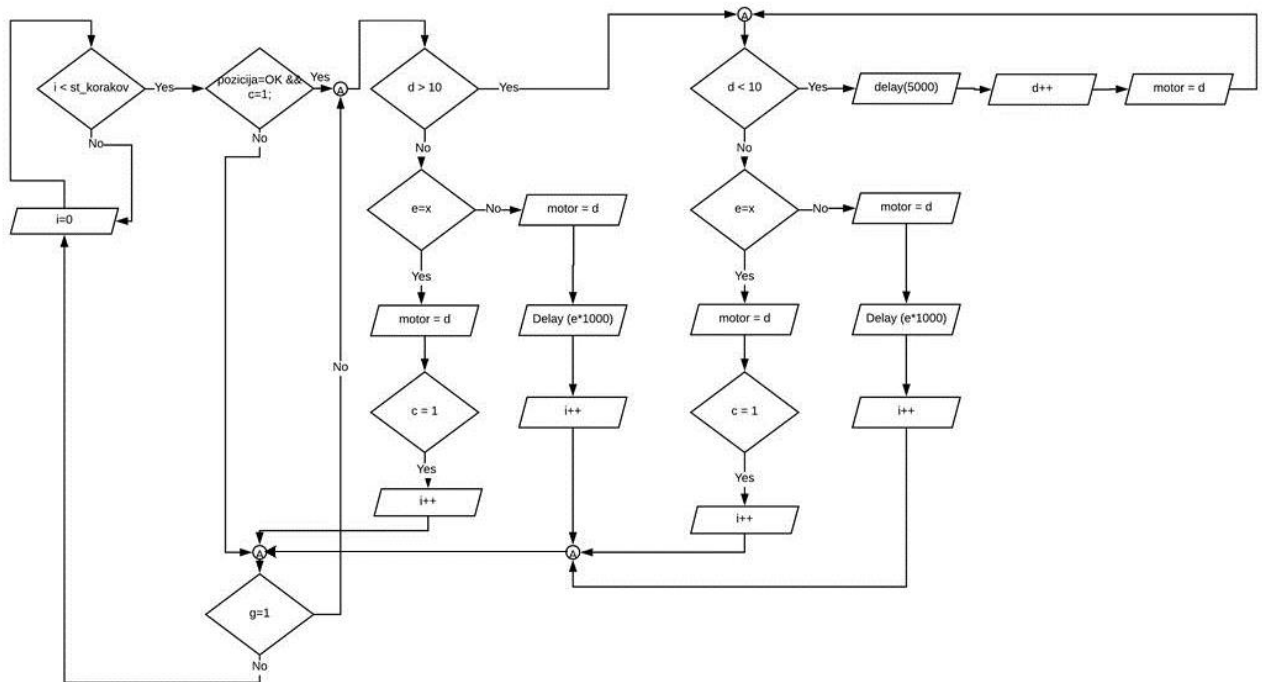 A
i < st_korakov
Yes
pozicija=OK &&
c=1;
Yes
A
d > 10
Yes
d < 10
Yes
delay(5000)
d++
motor = d
No
No
No
No
i=0
e=x
No
motor = d
e=x
No
motor = d
Yes
Yes
motor = d
Delay (e*1000)
motor = d
Delay (e*1000)
No
c = 1
i++
c = 1
i++
Yes
Yes
i++
i++
A
A
g=1
No